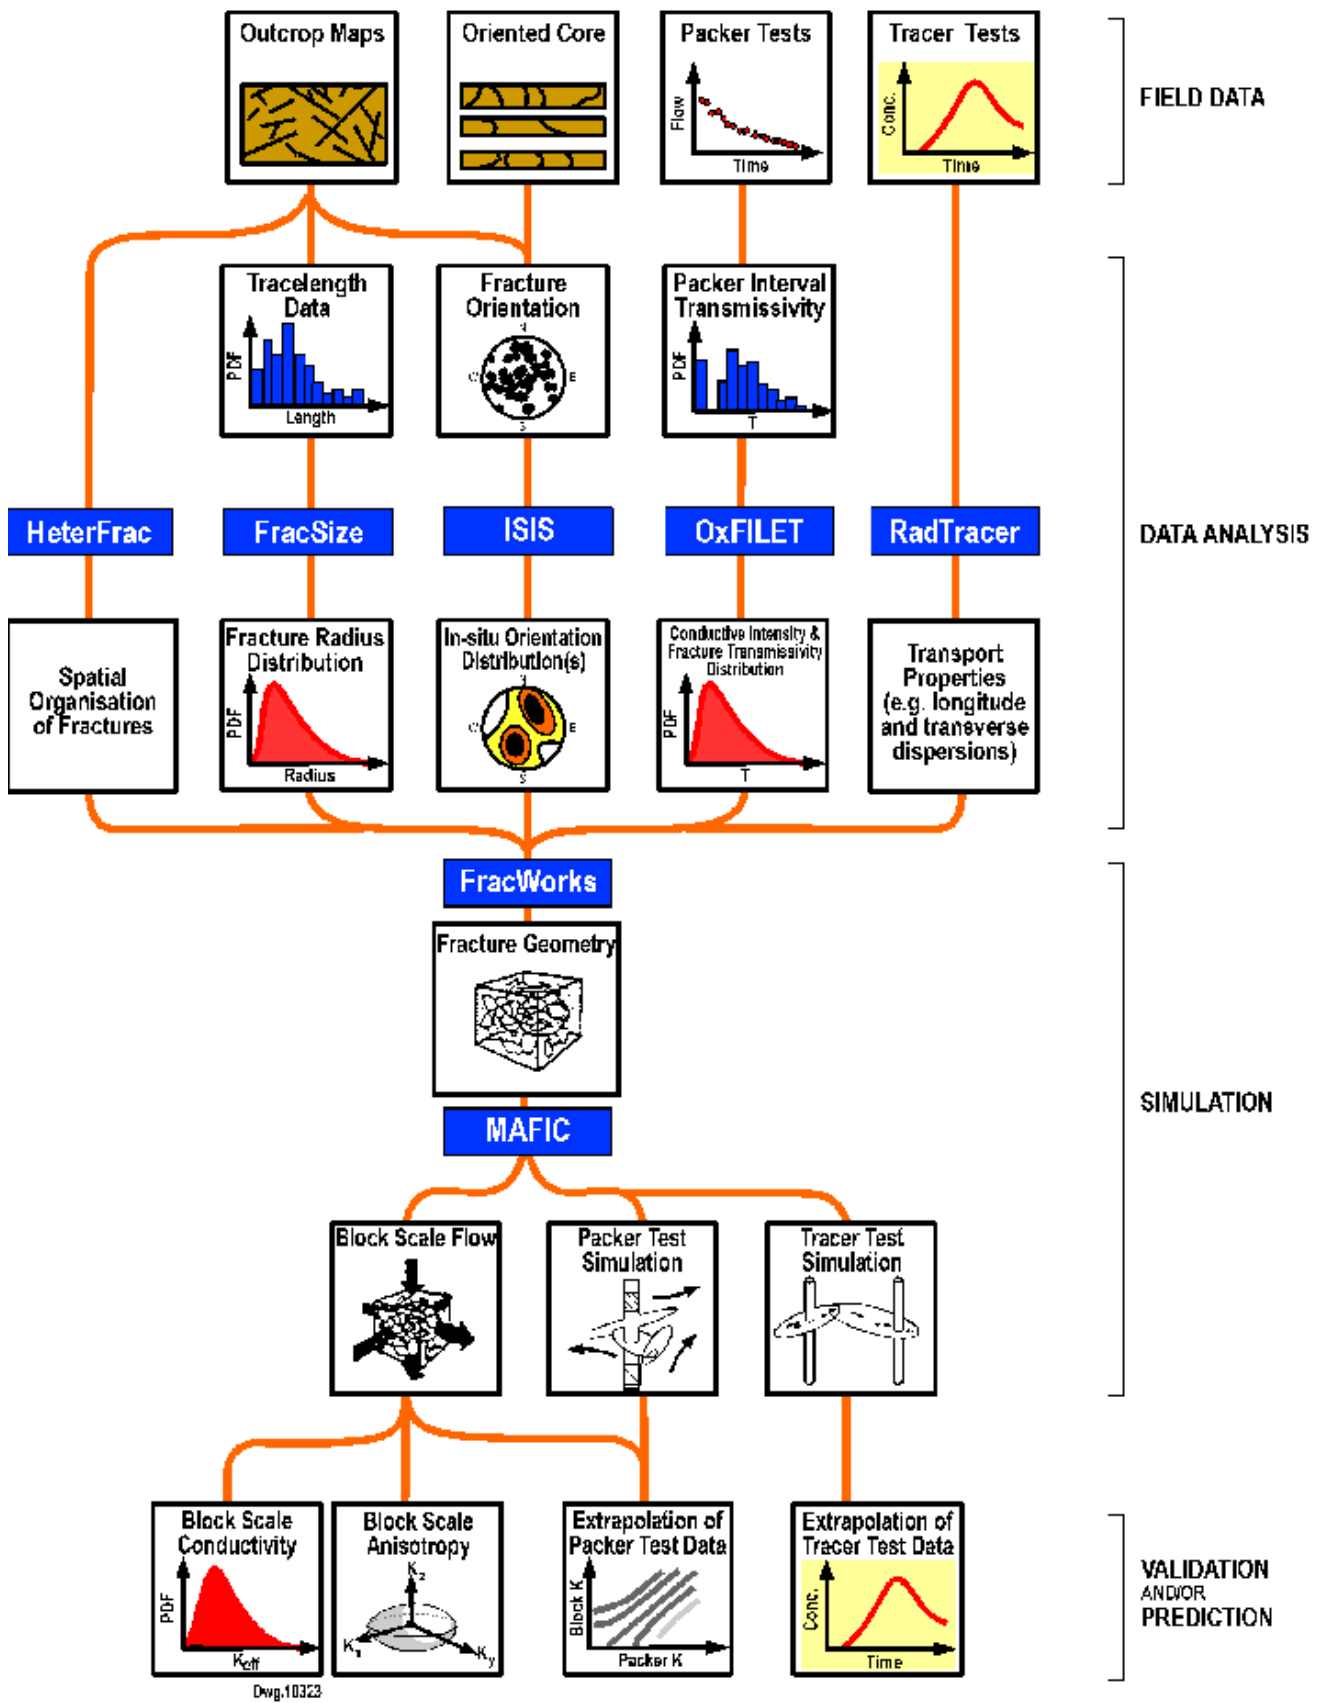 Outcrop Maps
Oriented Core
Packer Tests
Flow
Time
Tracer Tests
Conc.
Time
FIELD DATA
Tracelength
Data
PDF
Length
Fracture
Orientation
N
E
S
Packer Interval
Transmissivity
PDF
T
HeterFrac
FracSize
ISIS
OxFILET
RadTracer
DATA ANALYSIS
Spatial
Organisation
of Fractures
Fracture Radius
Distribution
PDF
Radius
In-situ Orientation
Distribution(s)
E
S
Conductive Intensity &
Fracture Transmissivity
Distribution
PDF
T
Transport
Properties
(e.g. longitude
and transverse
dispersions)
FracWorks
Fracture Geometry
MAFIC
SIMULATION
Block Scale Flow
Packer Test
Simulation
Tracer Test
Simulation
Block Scale
Conductivity
PDF
Keff
Block Scale
Anisotropy
Kz
Ky
Extrapolation of
Packer Test Data
Block K
Packer K
Extrapolation of
Tracer Test Data
Conc.
Time
VALIDATION
AND/OR
PREDICTION
Dwg.10323